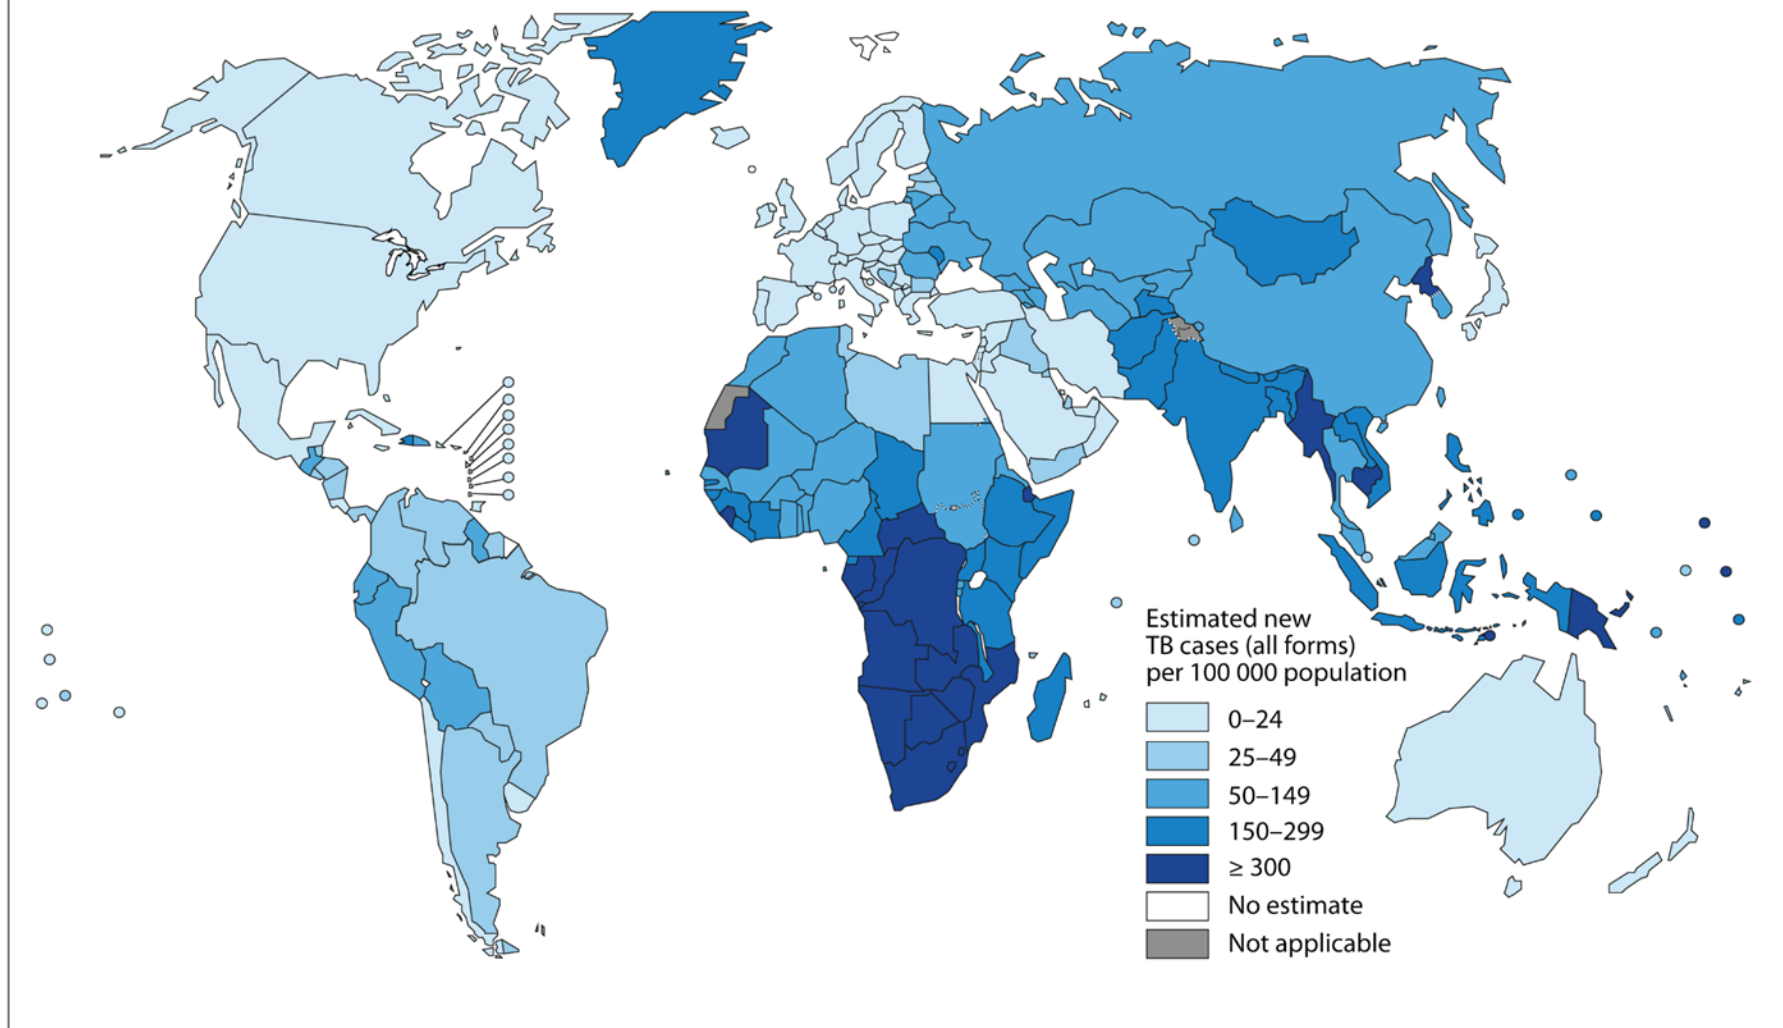 Estimated new
TB cases (all forms)
per 100 000 population
0–24
25–49
50–149
150–299
≥ 300
No estimate
Not applicable